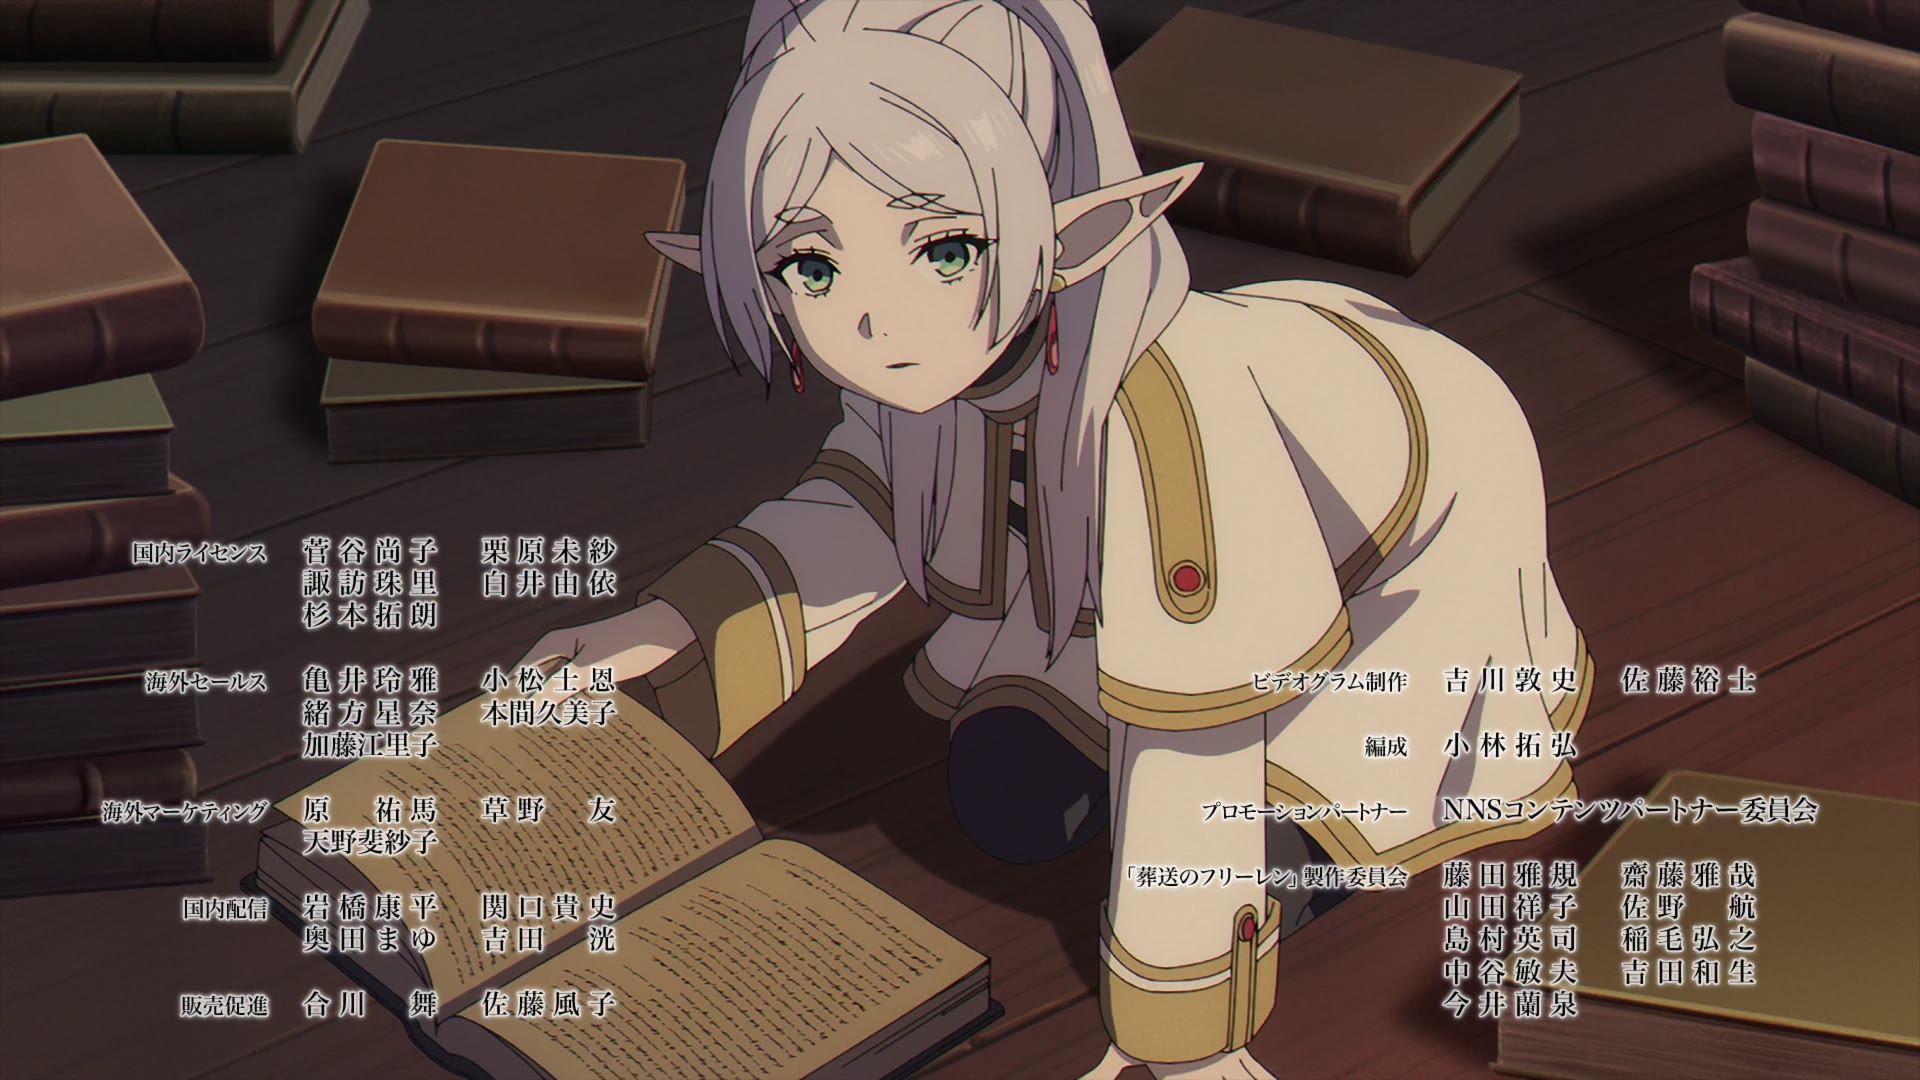 国内ライセンス 菅谷尚子 栗原未紗
諏訪珠里 白井由依
杉本拓朗
海外セールス 亀井玲雅 小松士恩
緒方星奈 本間久美子
加藤江里子
海外マーケティング 原 祐馬 草野 友
天野斐紗子
国内配信 岩橋康平 関口貴史
奥田まゆ 吉田 洸
販売促進 合川 舞 佐藤風子
ビデオグラム制作 吉川敦史 佐藤裕士
編成 小林拓弘
プロモーションパートナー NNSコンテンツパートナー委員会
「葬送のフリーレン」製作委員会 藤田雅規 齋藤雅哉
山田祥子 佐野 航
島村英司 稲毛弘之
中谷敏夫 吉田和生
今井蘭泉